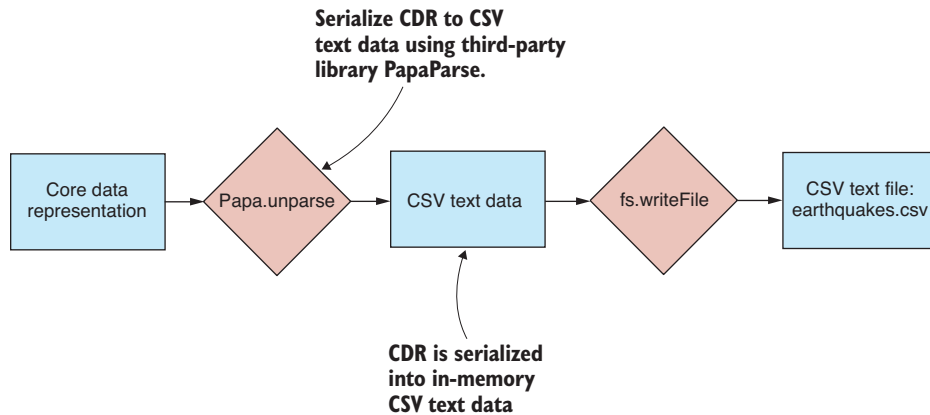 Serialize CDR to CSV
text data using third-party
library PapaParse.
Core data
representation
Papa.unparse
CSV text data
fs.writeFile
CSV text file:
earthquakes.csv
CDR is serialized
into in-memory
CSV text data